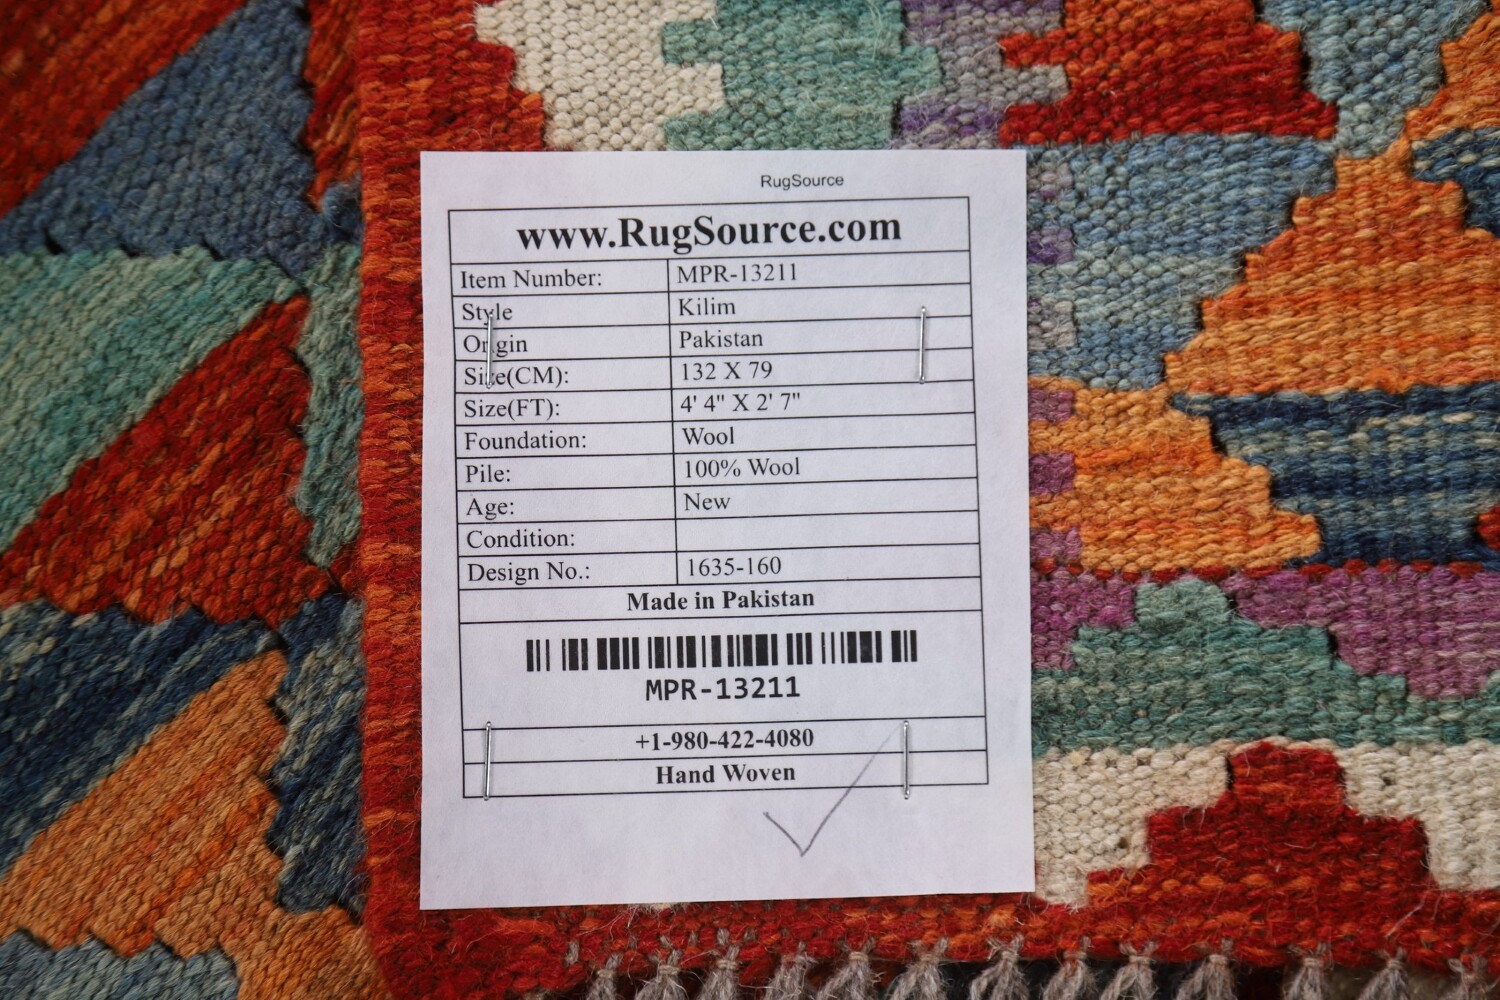 RugSource
www.RugSource.com
Item Number: MPR-13211
Style Kilim
Origin Pakistan
Size(CM): 132 X 79
Size(FT): 4' 4" X 2' 7"
Foundation: Wool
Pile: 100% Wool
Age: New
Condition:
Design No.: 1635-160
Made in Pakistan
MPR-13211
+1-980-422-4080
Hand Woven